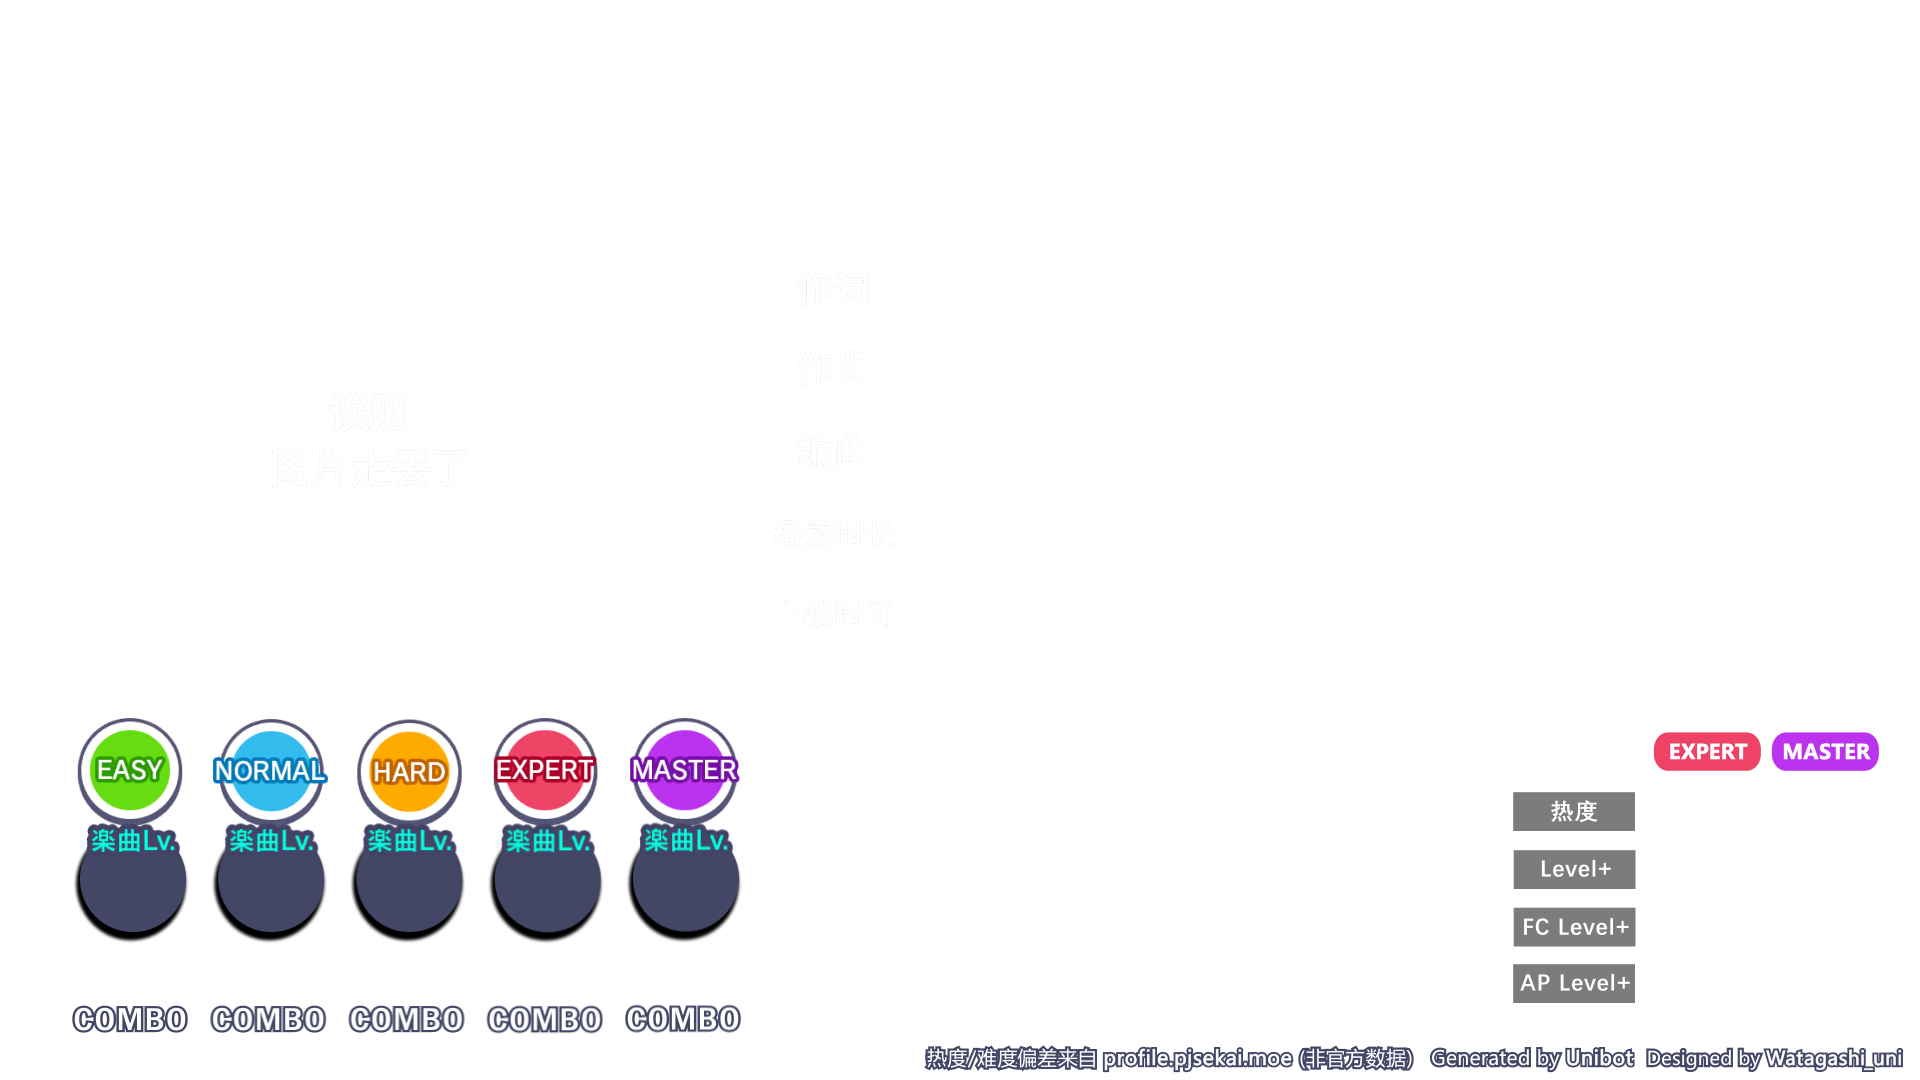 作词
作曲
诶呀
图片走丢了
编曲
播放时长
上线时间
EASY NORMAL HARD EXPERT MASTER
楽曲Lv. 楽曲Lv. 楽曲Lv. 楽曲Lv. 楽曲Lv.
COMBO COMBO COMBO COMBO COMBO
EXPERT MASTER
热度
Level+
FC Level+
AP Level+
热度/难度偏差来自 profile.pjsekai.moe (非官方数据) Generated by Unibot Designed by Watagashi_uni